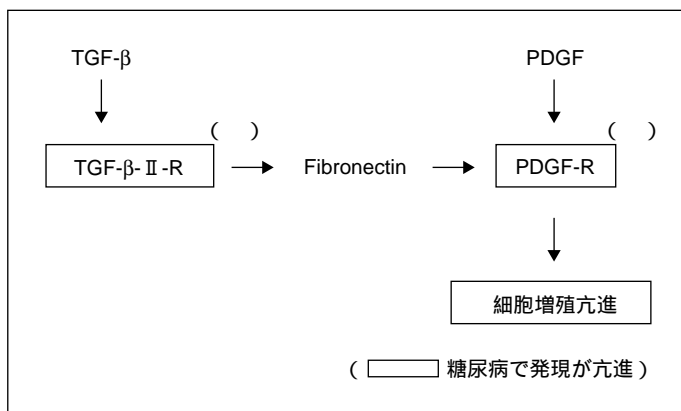 TGF-β PDGF
( ) ( )
TGF-β-Ⅱ-R Fibronectin PDGF-R
細胞増殖亢進
( 糖尿病で発現が亢進 )